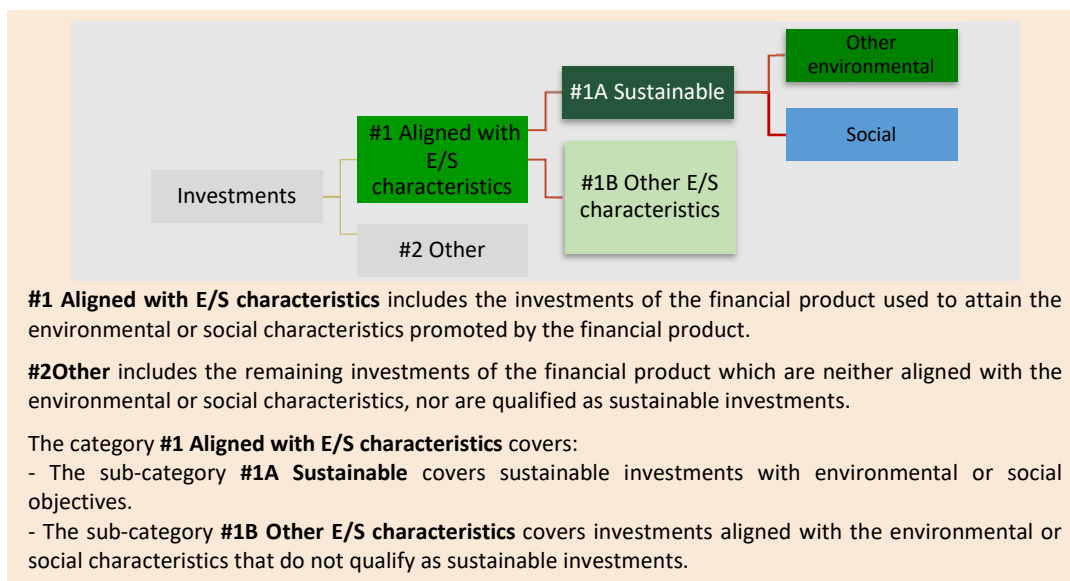 Other
environmental
#1A Sustainable
#1 Aligned with
E/S
characteristics
Social
#1B Other E/S
characteristics
Investments
#2 Other
#1 Aligned with E/S characteristics includes the investments of the financial product used to attain the
environmental or social characteristics promoted by the financial product.
#2Other includes the remaining investments of the financial product which are neither aligned with the
environmental or social characteristics, nor are qualified as sustainable investments.
The category #1 Aligned with E/S characteristics covers:
- The sub-category #1A Sustainable covers sustainable investments with environmental or social
objectives.
- The sub-category #1B Other E/S characteristics covers investments aligned with the environmental or
social characteristics that do not qualify as sustainable investments.